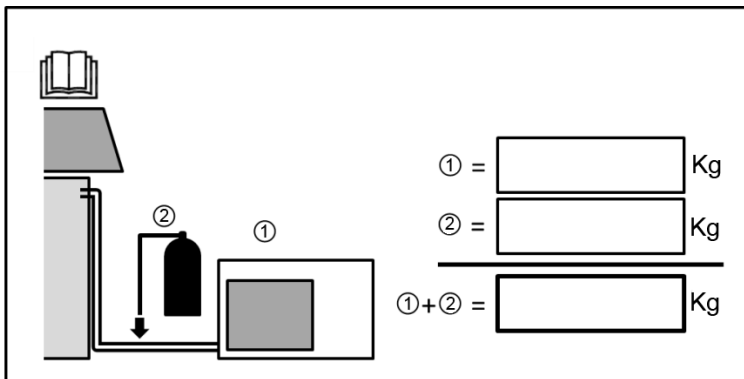 ② ①
① = Kg
② = Kg
①+② = Kg